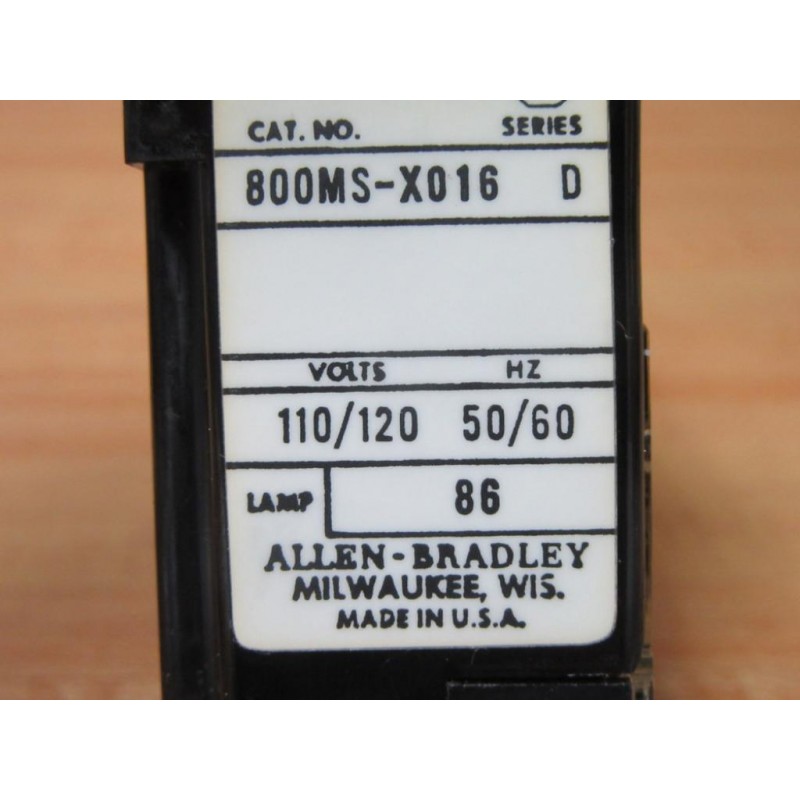 CAT. NO. SERIES
800MS-X016 D
VOLTS HZ
110/120 50/60
LAMP 86
ALLEN-BRADLEY
MILWAUKEE, WIS.
MADE IN U.S.A.